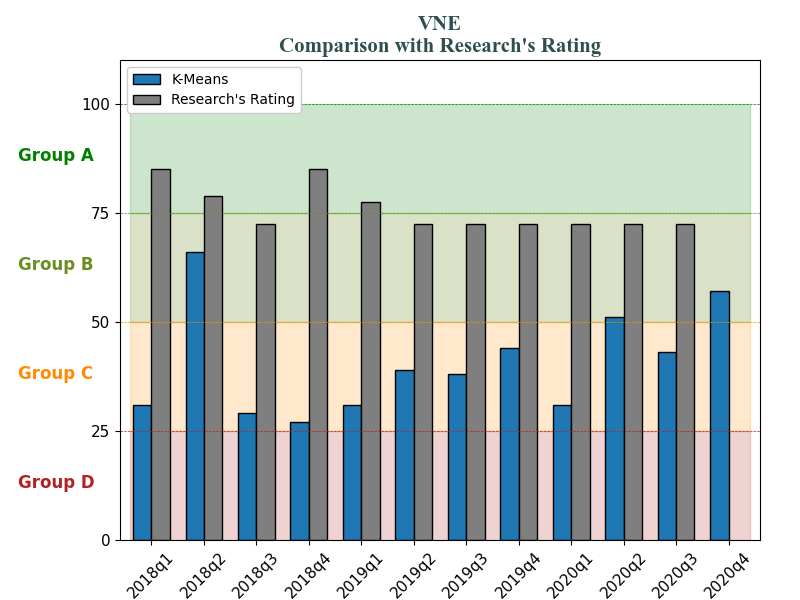 VNE
Comparison with Research's Rating
K-Means
Research's Rating
100
Group A
75
Group B
50
Group C
25
Group D
0
2018q1
2018q2
2018q3
2018q4
2019q1
2019q2
2019q3
2019q4
2020q1
2020q2
2020q3
2020q4